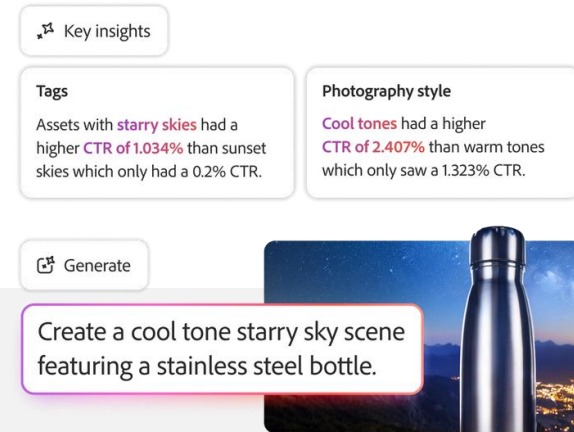 Key insights
Tags
Assets with starry skies had a
higher CTR of 1.034% than sunset
skies which only had a 0.2% CTR.
Photography style
Cool tones had a higher
CTR of 2.407% than warm tones
which only saw a 1.323% CTR.
Generate
Create a cool tone starry sky scene
featuring a stainless steel bottle.